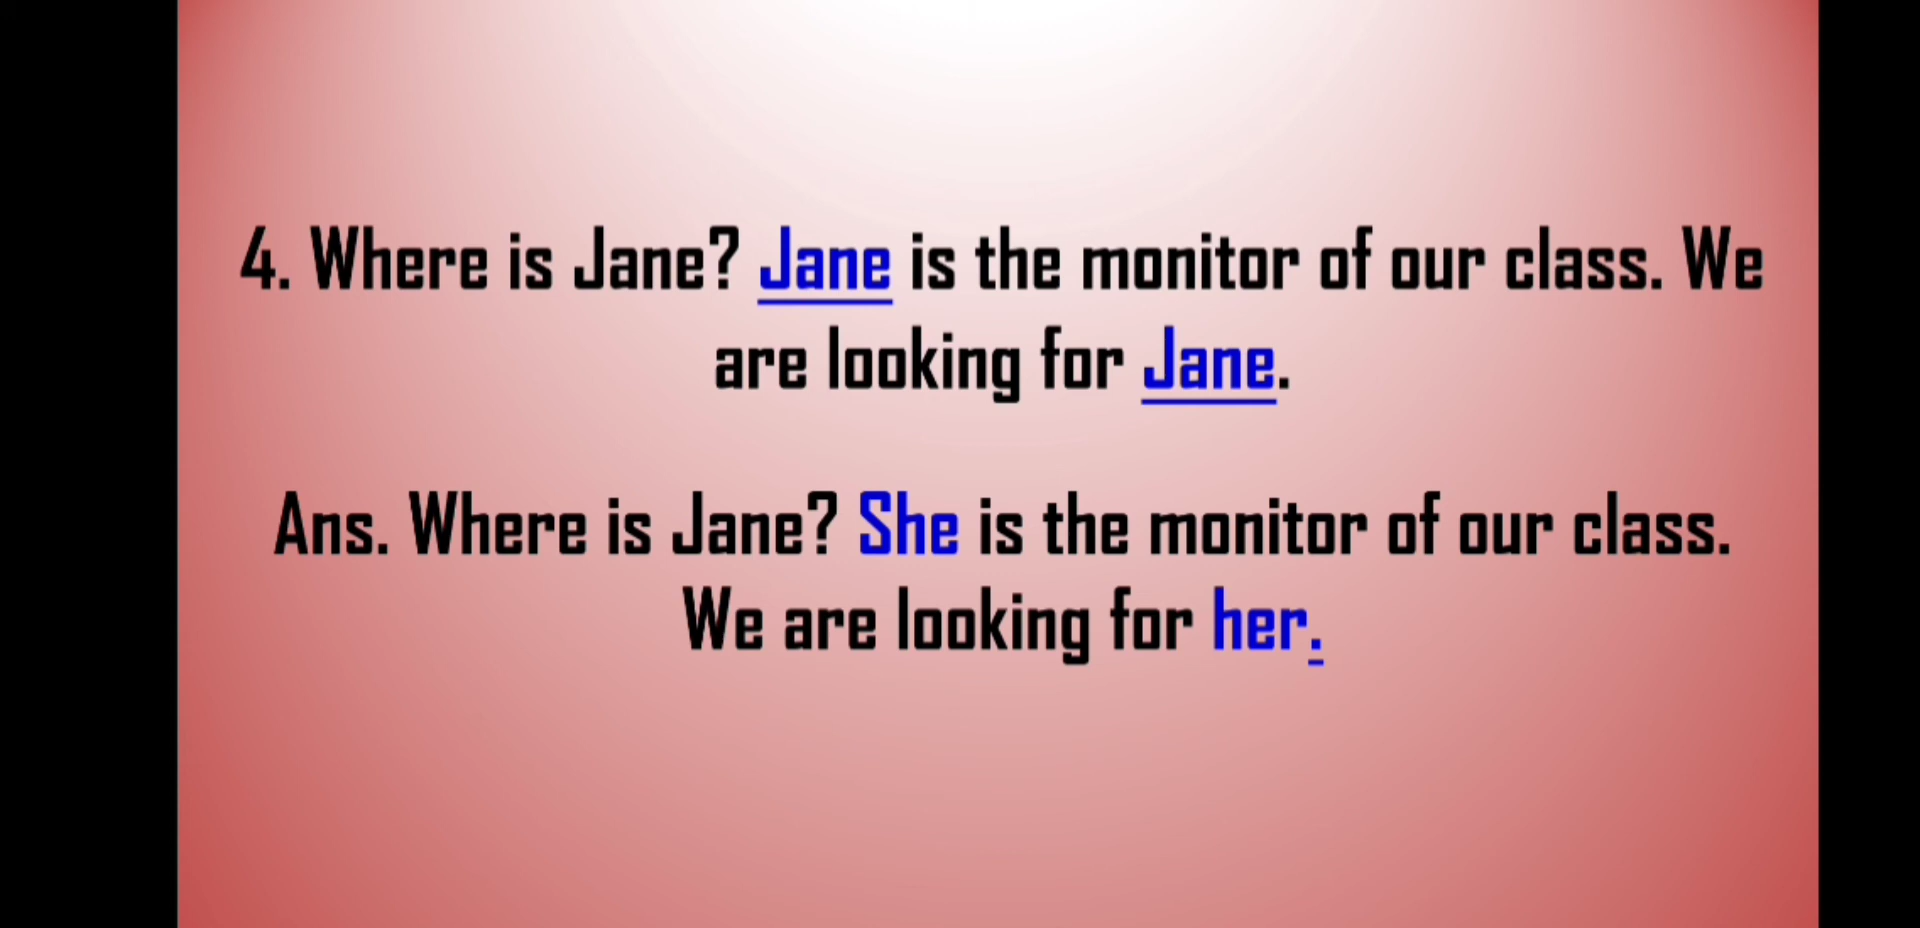 4. Where is Jane? Jane is the monitor of our class. We
are looking for Jane.
Ans. Where is Jane? She is the monitor of our class.
We are looking for her.